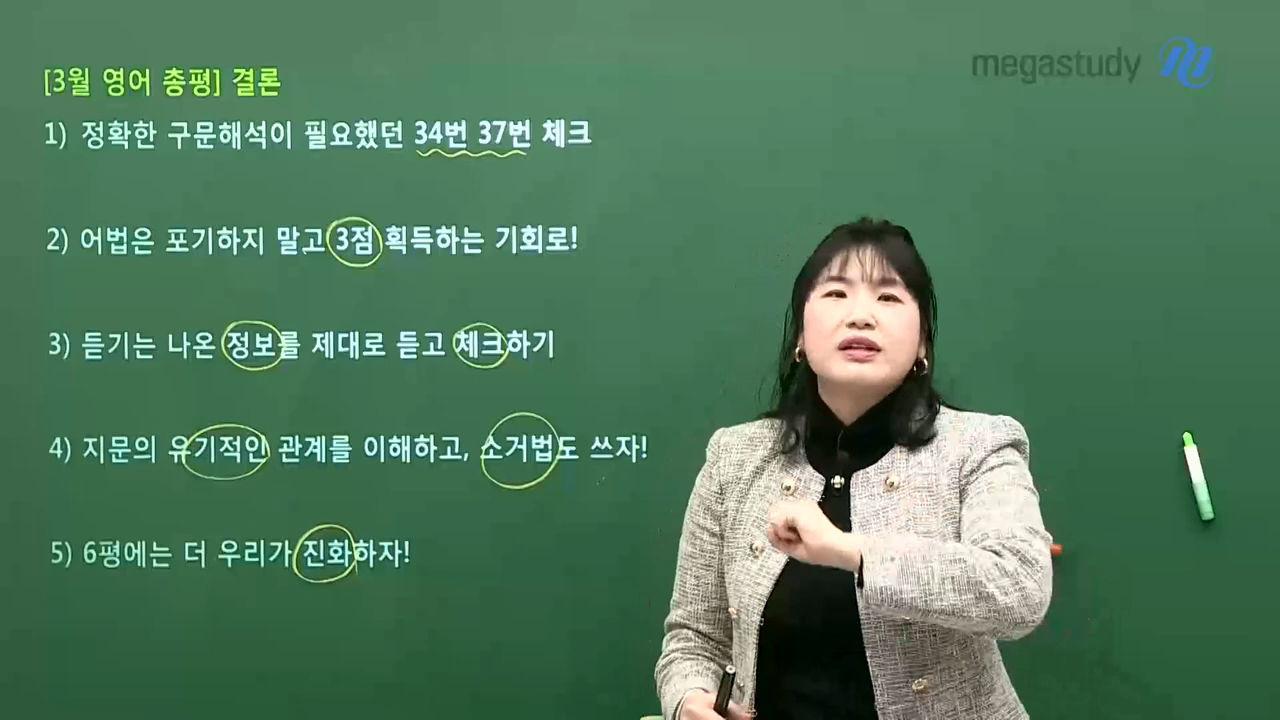 [3월 영어 총평] 결론
megastudy
1) 정확한 구문해석이 필요했던 34번 37번 체크
2) 어법은 포기하지 말고 3점 획득하는 기회로!
3) 듣기는 나온 정보를 제대로 듣고 체크하기
4) 지문의 유기적인 관계를 이해하고, 소거법도 쓰자!
5) 6평에는 더 우리가 진화하자!